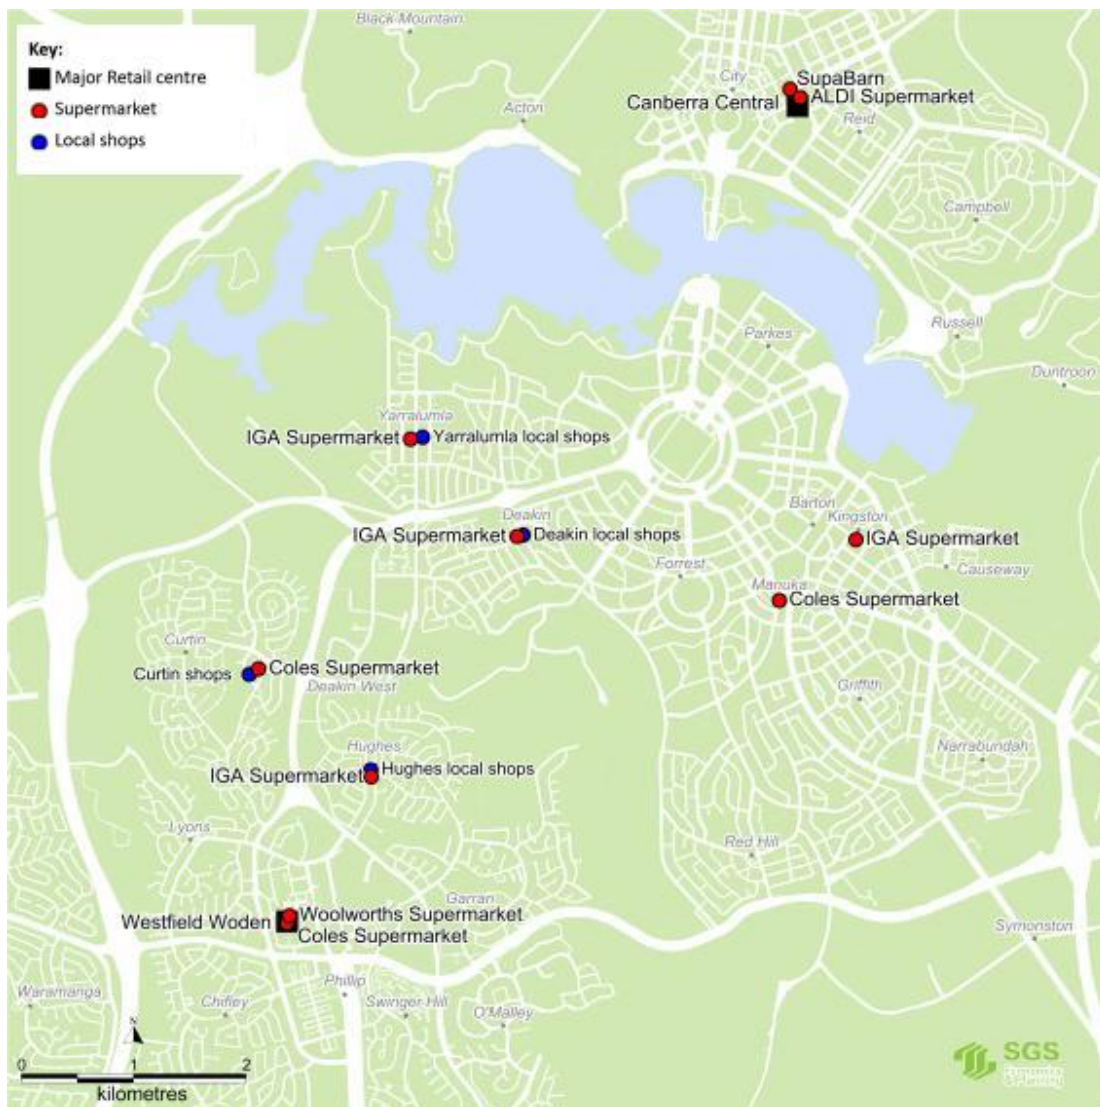 Black Mountain
Key:
Major Retail centre
Supermarket
Local shops
City
SupaBarn
ALDI Supermarket
Canberra Central
Reid
Acton
Campbell
Russell
Parkes
Duntroon
Yarralumla
IGA Supermarket
Yarralumla local shops
Barton
Kingston
Deakin
IGA Supermarket
Deakin local shops
IGA Supermarket
Causeway
Forrest
Manuka
Coles Supermarket
Curtin
Coles Supermarket
Curtin shops
Deakin West
Griffith
Hughes
Narrabundah
Hughes local shops
IGA Supermarket
Lyons
Red Hill
Garran
Woolworths Supermarket
Westfield Woden
Coles Supermarket
Symonston
Phillip
Waramanga
Chifley
Swinger Hill
O'Malley
N
0 1 2
kilometres
SGS
Economics
& Planning